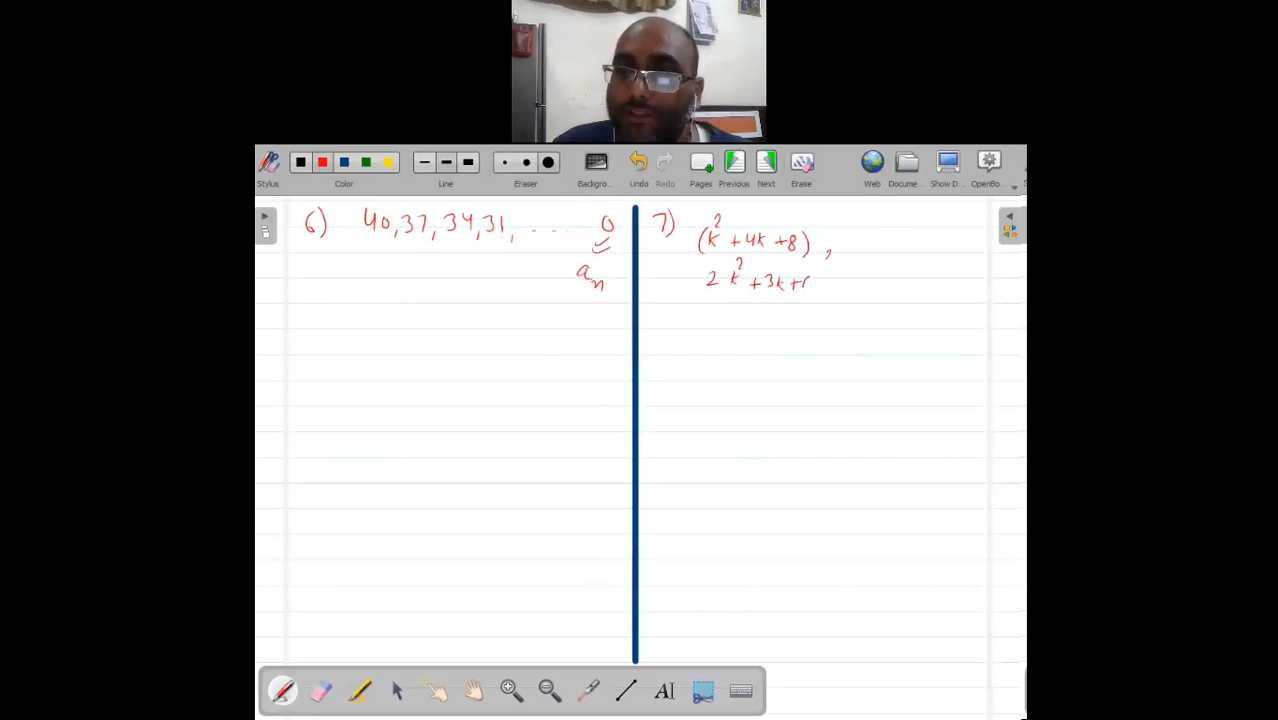 Stylus
Color
Line
Eraser
Backgro...
Undo
Redo
Pages
Previous
Next
Erase
Web
Docume...
Show D...
OpenBo...
6) 40,37, 34,31, ... 0
aₙ
7) (k² + 4k + 8) ,
2k² + 3k +
AI